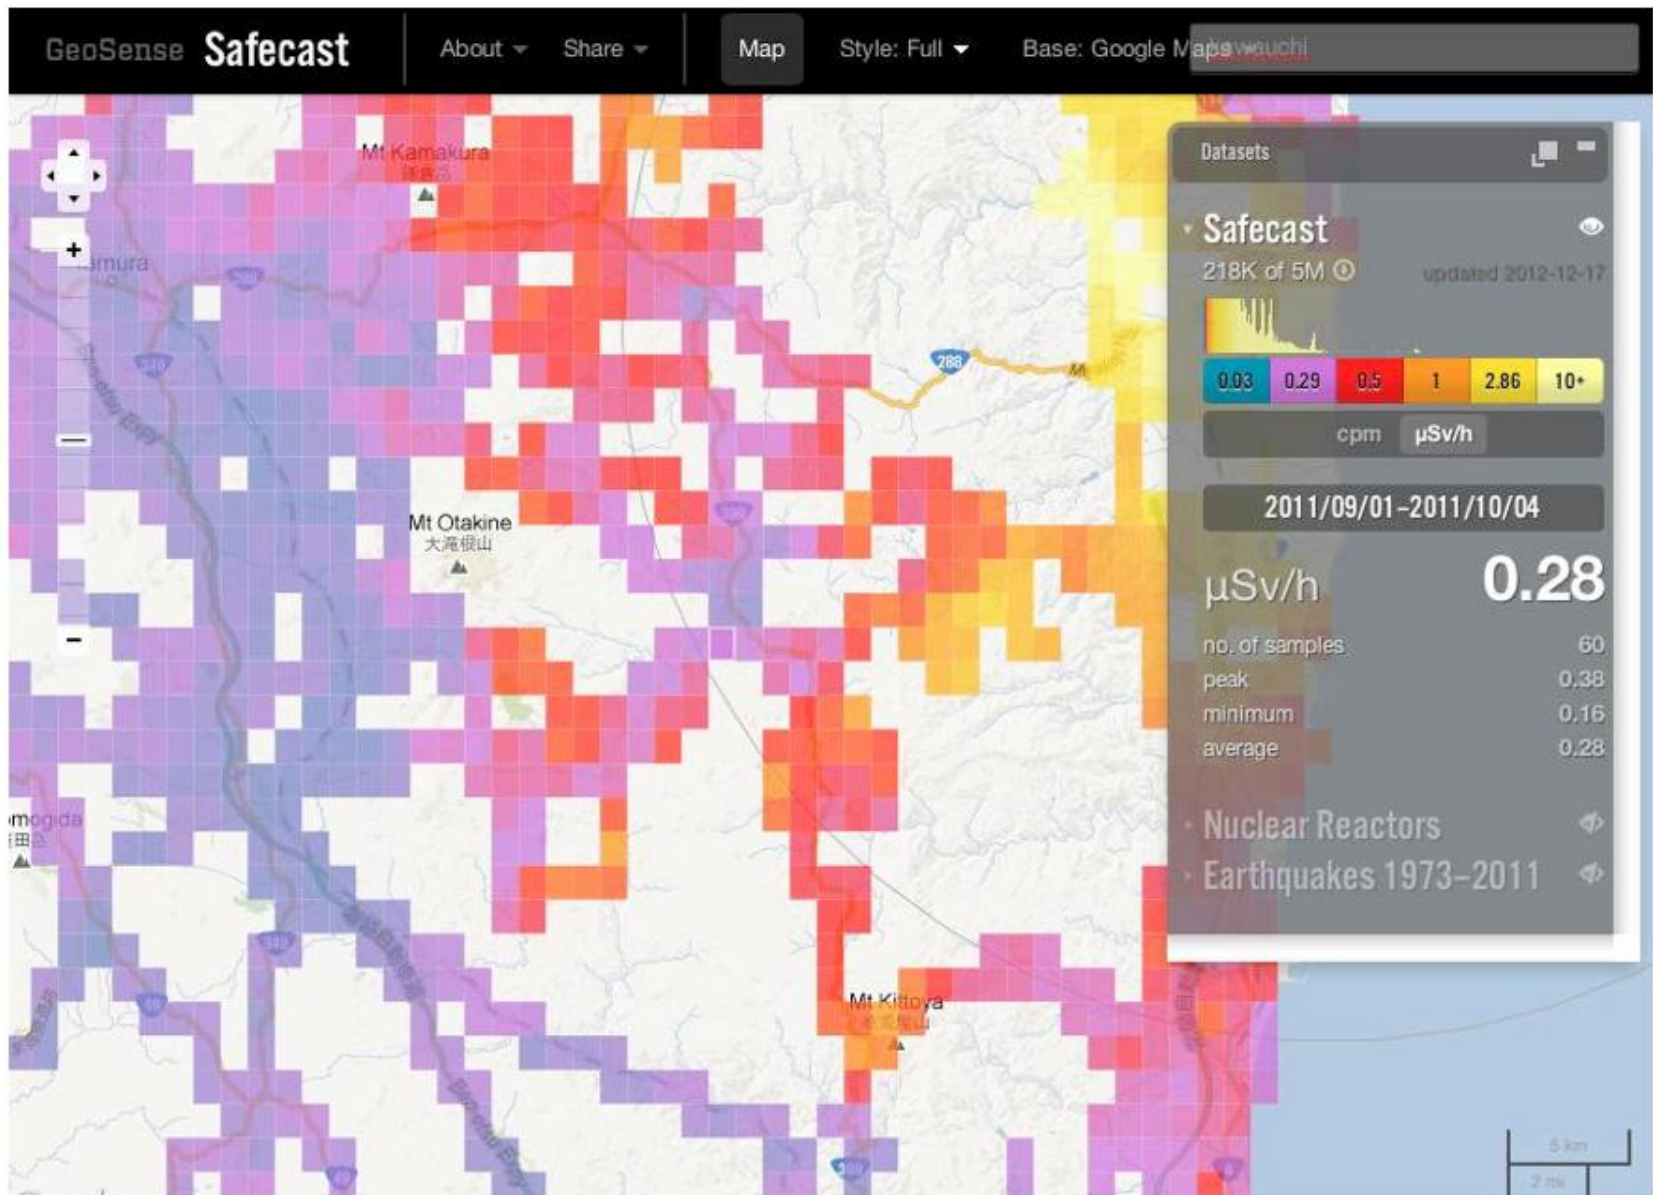 GeoSense Safecast About Share Map Style: Full Base: Google Maps
Datasets
Mt Kamakura
Safecast
218K of 5M updated 2012-12-17
288
0.03 0.29 0.5 1 2.86 10+
cpm µSv/h
2011/09/01–2011/10/04
Mt Otakine
大滝根山
µSv/h 0.28
no. of samples 60
peak 0.38
minimum 0.16
average 0.28
Nuclear Reactors
Earthquakes 1973–2011
Mt Kittoya
5 km
2 mi